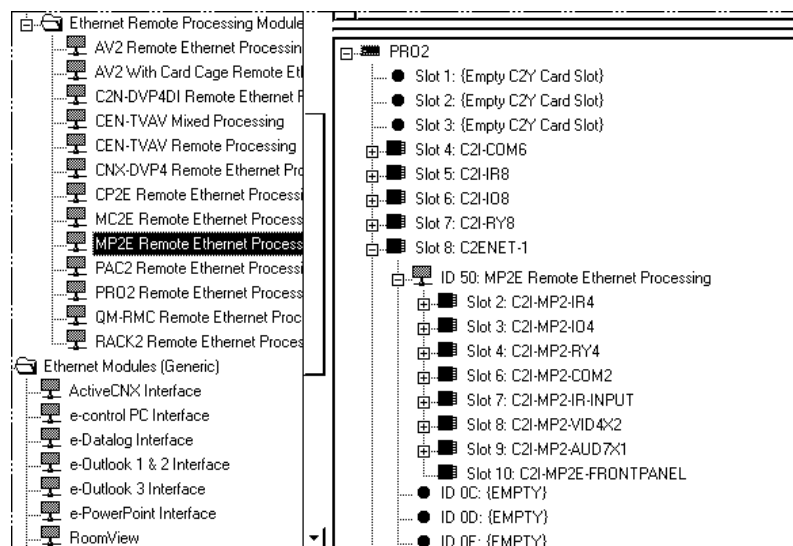 Ethernet Remote Processing Module
AV2 Remote Ethernet Processin
AV2 With Card Cage Remote Et
C2N-DVP4DI Remote Ethernet F
CEN-TVAV Mixed Processing
CEN-TVAV Remote Processing
CNX-DVP4 Remote Ethernet Pro
CP2E Remote Ethernet Processi
MC2E Remote Ethernet Process
MP2E Remote Ethernet Process
PAC2 Remote Ethernet Processi
PRO2 Remote Ethernet Process
QM-RMC Remote Ethernet Proc
RACK2 Remote Ethernet Proces
Ethernet Modules (Generic)
ActiveCNX Interface
e-control PC Interface
e-Datalog Interface
e-Outlook 1 & 2 Interface
e-Outlook 3 Interface
e-PowerPoint Interface
RoomView
PRO2
Slot 1: {Empty C2Y Card Slot}
Slot 2: {Empty C2Y Card Slot}
Slot 3: {Empty C2Y Card Slot}
Slot 4: C2I-COM6
Slot 5: C2I-IR8
Slot 6: C2I-IO8
Slot 7: C2I-RY8
Slot 8: C2ENET-1
ID 50: MP2E Remote Ethernet Processing
Slot 2: C2I-MP2-IR4
Slot 3: C2I-MP2-IO4
Slot 4: C2I-MP2-RY4
Slot 6: C2I-MP2-COM2
Slot 7: C2I-MP2-IR-INPUT
Slot 8: C2I-MP2-VID4X2
Slot 9: C2I-MP2-AUD7X1
Slot 10: C2I-MP2E-FRONTPANEL
ID 0C: {EMPTY}
ID 0D: {EMPTY}
ID 0E: {EMPTY}